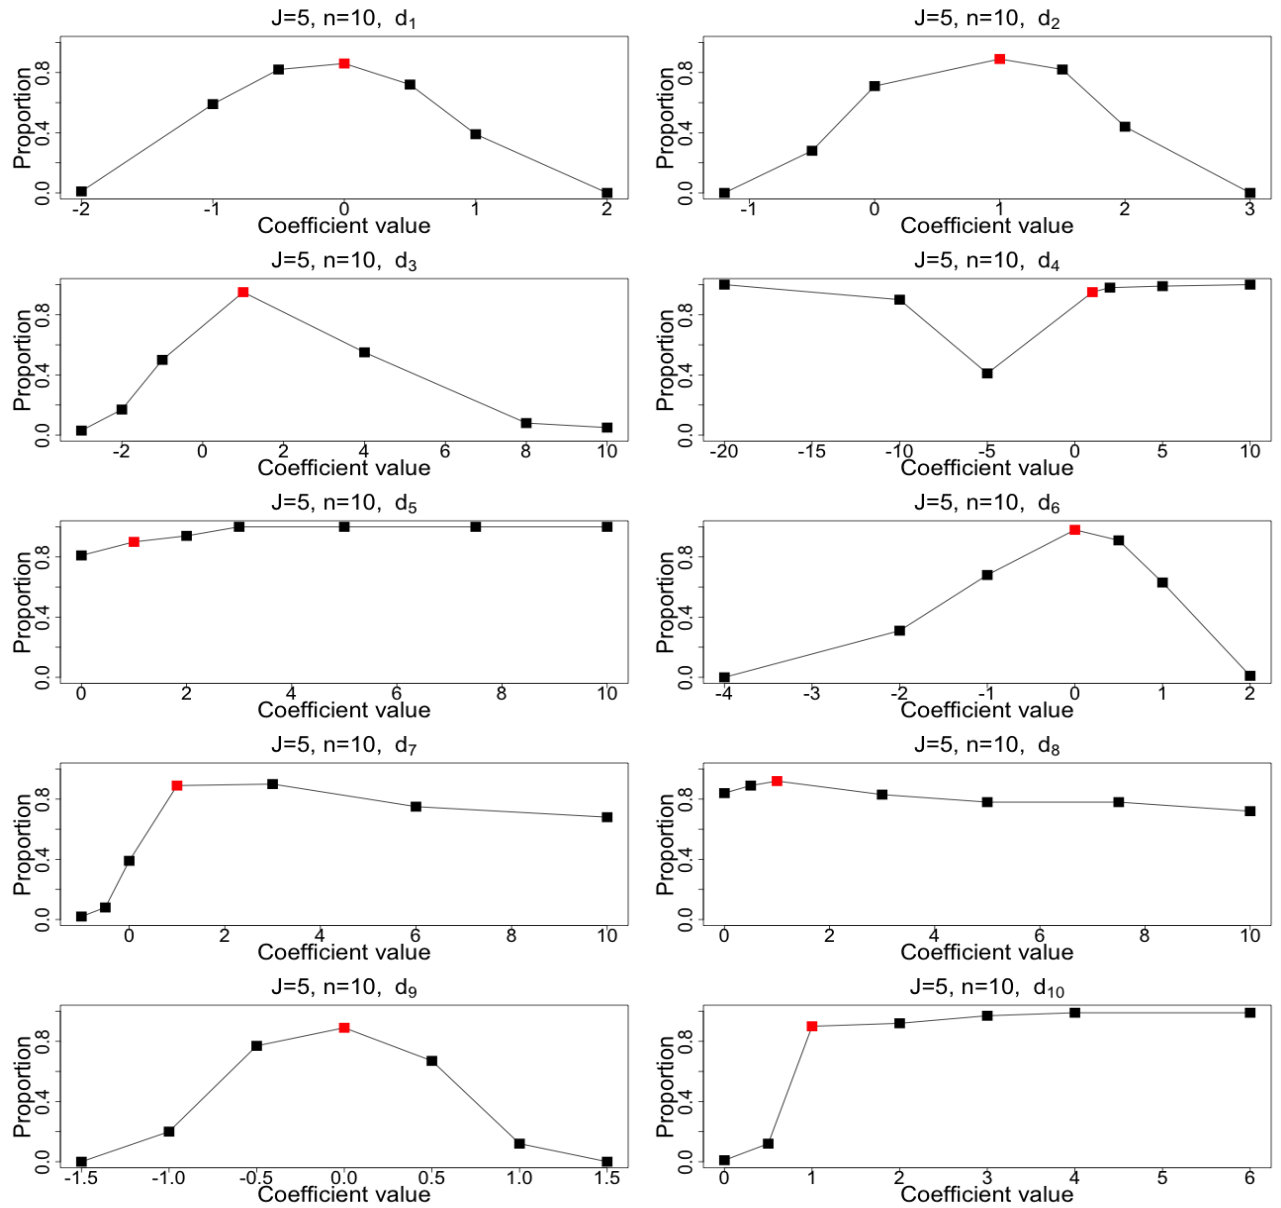 J=5, n=10, d1
Proportion
0.0 0.4 0.8
-2 -1 0 1 2
Coefficient value
J=5, n=10, d2
Proportion
0.0 0.4 0.8
-1 0 1 2 3
Coefficient value
J=5, n=10, d3
Proportion
0.0 0.4 0.8
-2 0 2 4 6 8 10
Coefficient value
J=5, n=10, d4
Proportion
0.0 0.4 0.8
-20 -15 -10 -5 0 5 10
Coefficient value
J=5, n=10, d5
Proportion
0.0 0.4 0.8
0 2 4 6 8 10
Coefficient value
J=5, n=10, d6
Proportion
0.0 0.4 0.8
-4 -3 -2 -1 0 1 2
Coefficient value
J=5, n=10, d7
Proportion
0.0 0.4 0.8
0 2 4 6 8 10
Coefficient value
J=5, n=10, d8
Proportion
0.0 0.4 0.8
0 2 4 6 8 10
Coefficient value
J=5, n=10, d9
Proportion
0.0 0.4 0.8
-1.5 -1.0 -0.5 0.0 0.5 1.0 1.5
Coefficient value
J=5, n=10, d10
Proportion
0.0 0.4 0.8
0 1 2 3 4 5 6
Coefficient value